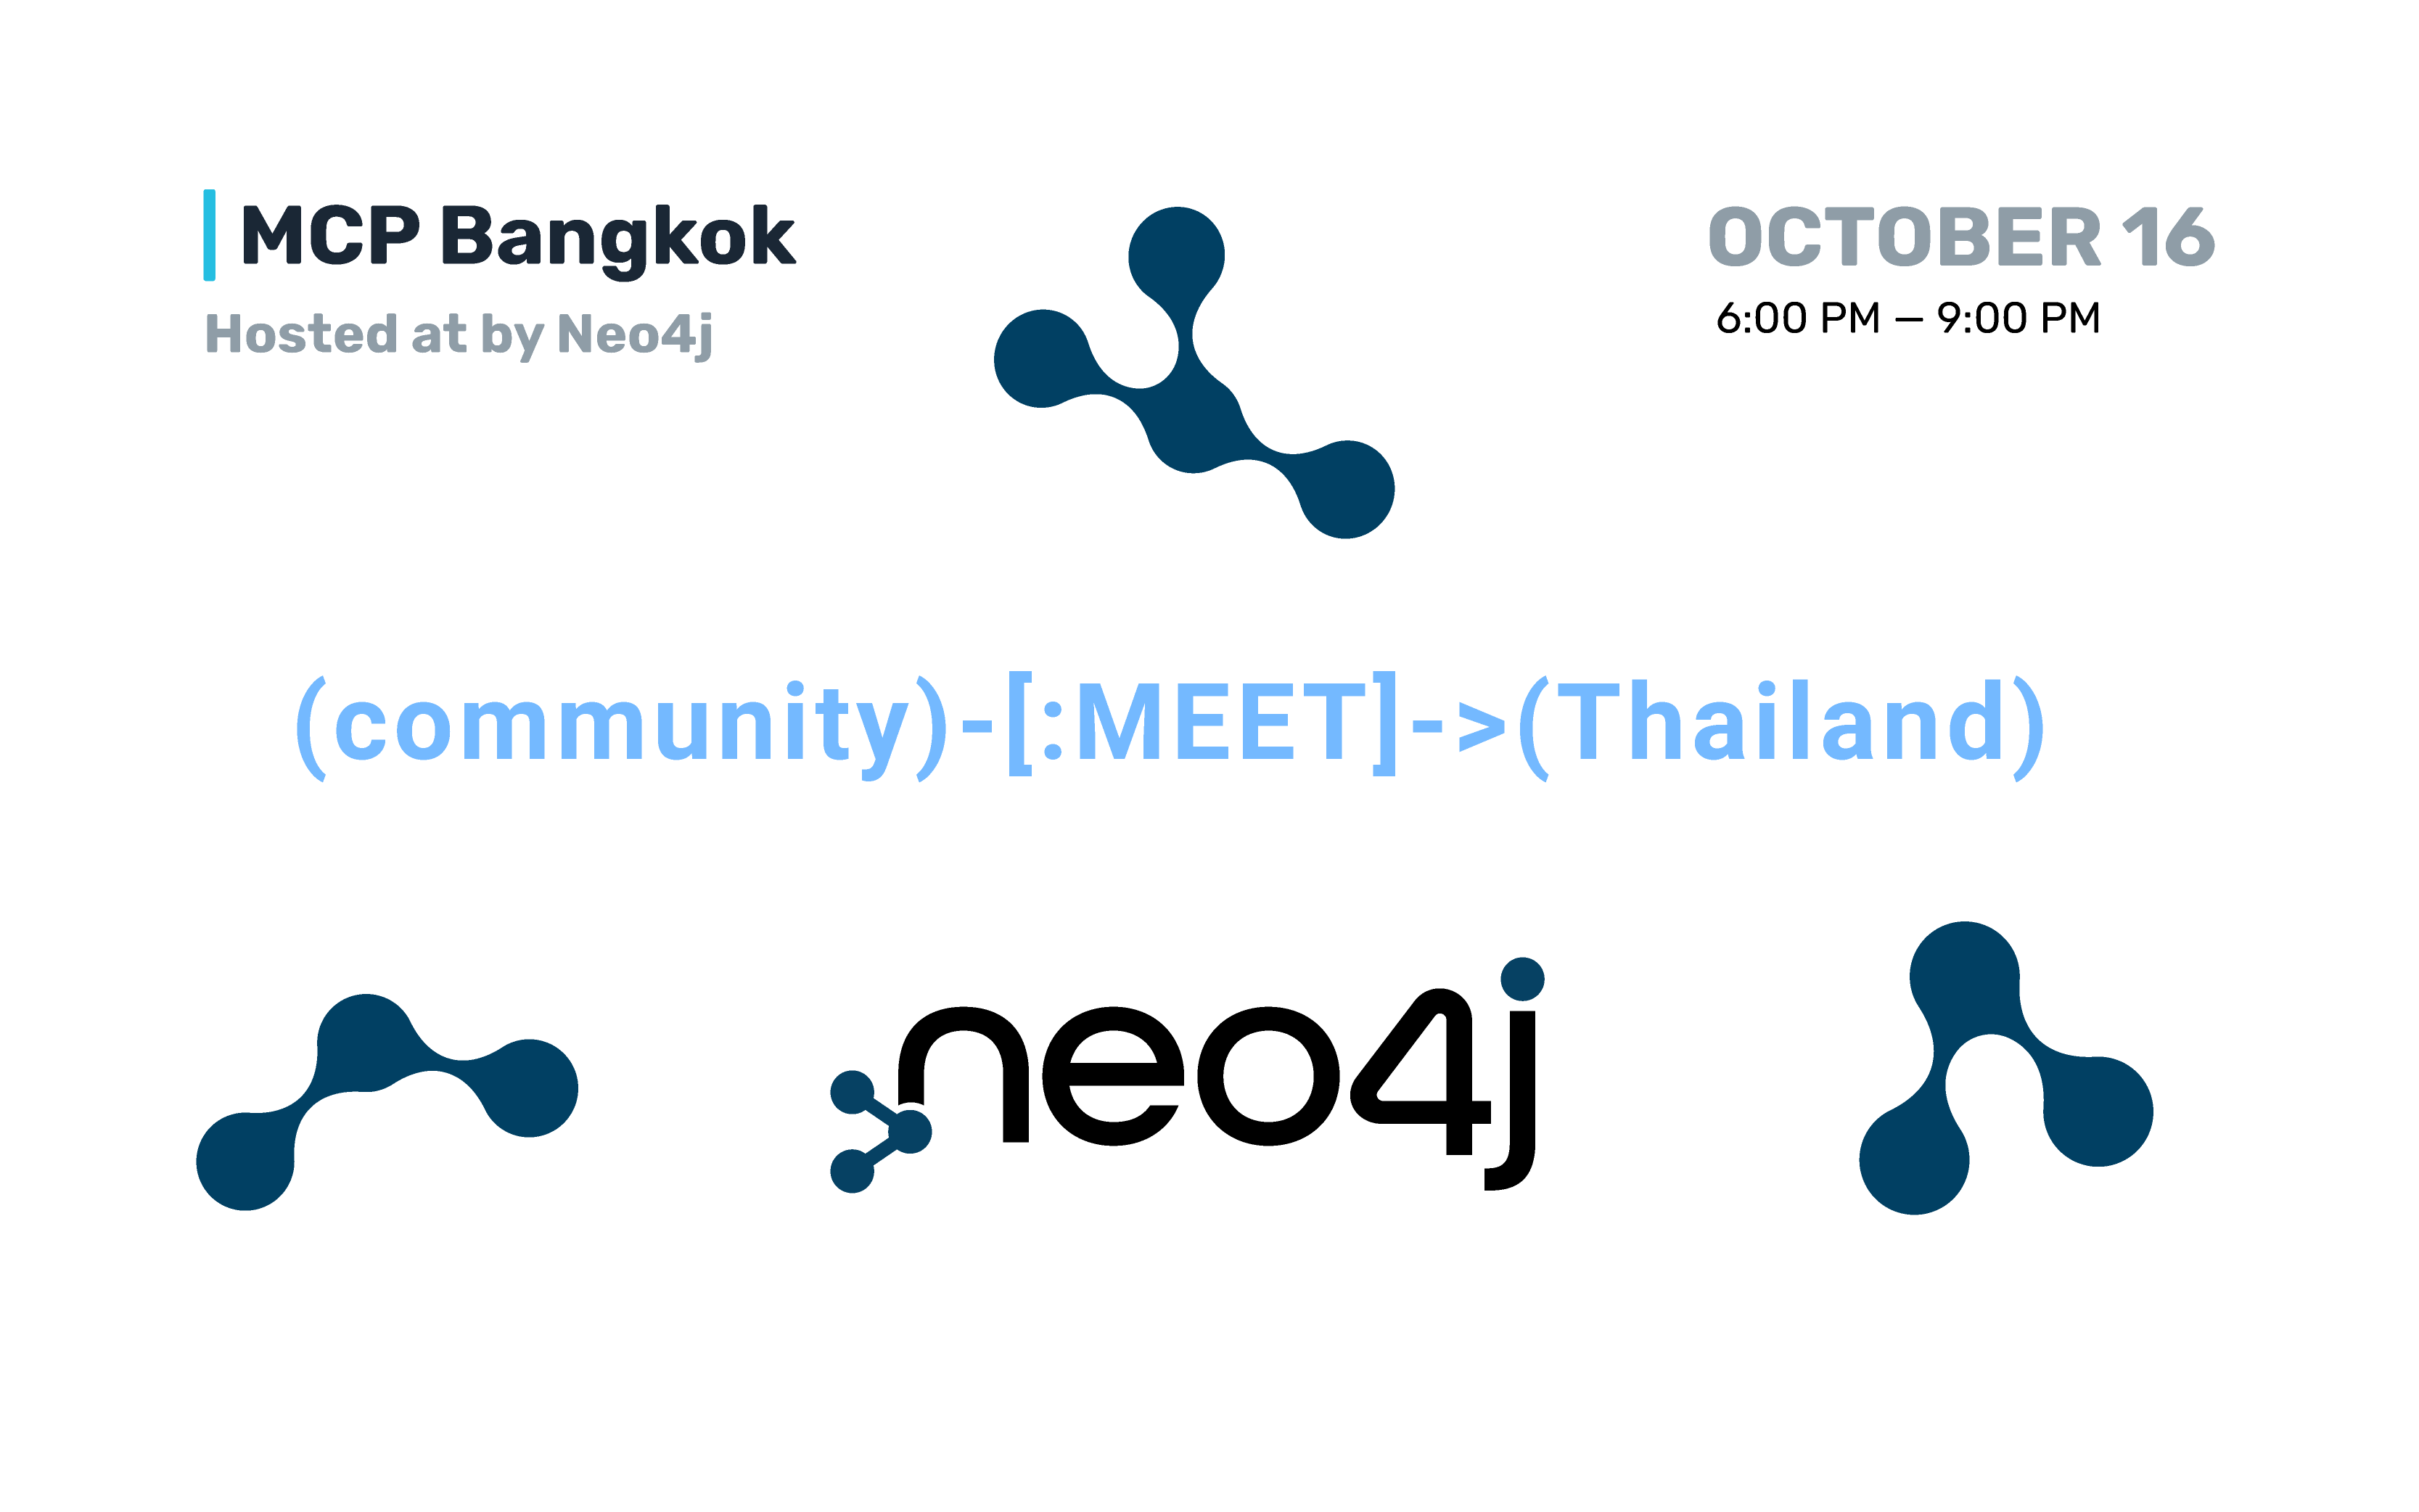 MCP Bangkok
Hosted at by Neo4j
OCTOBER 16
6:00 PM — 9:00 PM
(community)-[:MEET]->(Thailand)
neo4j